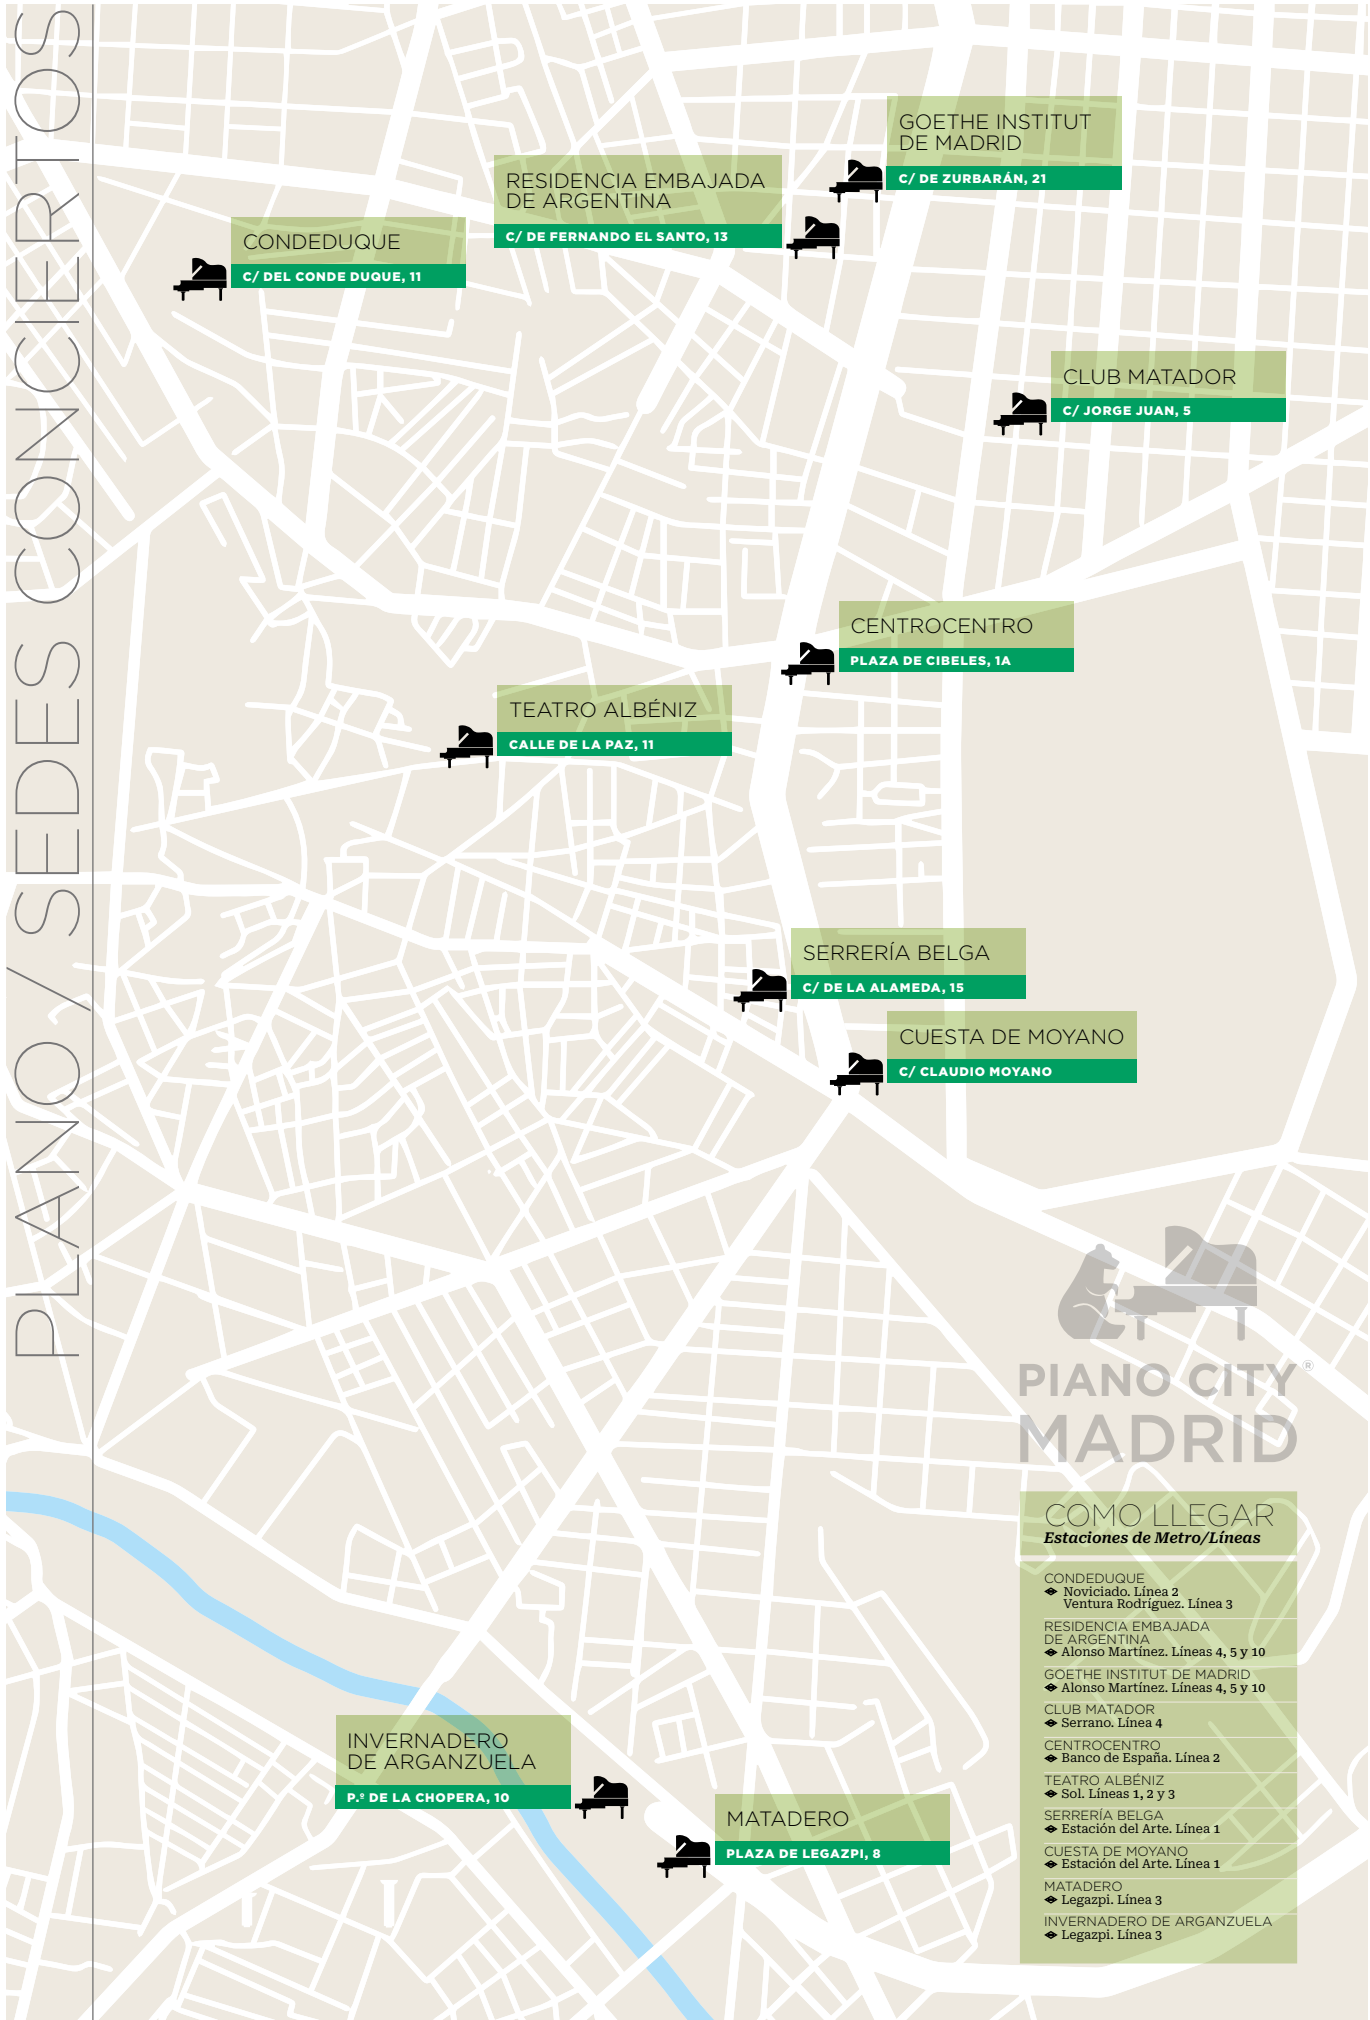 PLANO / SEDES CONCIERTOS
GOETHE INSTITUT
DE MADRID
C/ DE ZURBARÁN, 21
RESIDENCIA EMBAJADA
DE ARGENTINA
C/ DE FERNANDO EL SANTO, 13
CONDEDUQUE
C/ DEL CONDE DUQUE, 11
CLUB MATADOR
C/ JORGE JUAN, 5
CENTROCENTRO
PLAZA DE CIBELES, 1A
TEATRO ALBÉNIZ
CALLE DE LA PAZ, 11
SERRERÍA BELGA
C/ DE LA ALAMEDA, 15
CUESTA DE MOYANO
C/ CLAUDIO MOYANO
PIANO CITY®
MADRID
INVERNADERO
DE ARGANZUELA
P.º DE LA CHOPERA, 10
MATADERO
PLAZA DE LEGAZPI, 8
COMO LLEGAR
Estaciones de Metro/Líneas
CONDEDUQUE
Noviciado. Línea 2
Ventura Rodríguez. Línea 3
RESIDENCIA EMBAJADA
DE ARGENTINA
Alonso Martínez. Líneas 4, 5 y 10
GOETHE INSTITUT DE MADRID
Alonso Martínez. Líneas 4, 5 y 10
CLUB MATADOR
Serrano. Línea 4
CENTROCENTRO
Banco de España. Línea 2
TEATRO ALBÉNIZ
Sol. Líneas 1, 2 y 3
SERRERÍA BELGA
Estación del Arte. Línea 1
CUESTA DE MOYANO
Estación del Arte. Línea 1
MATADERO
Legazpi. Línea 3
INVERNADERO DE ARGANZUELA
Legazpi. Línea 3